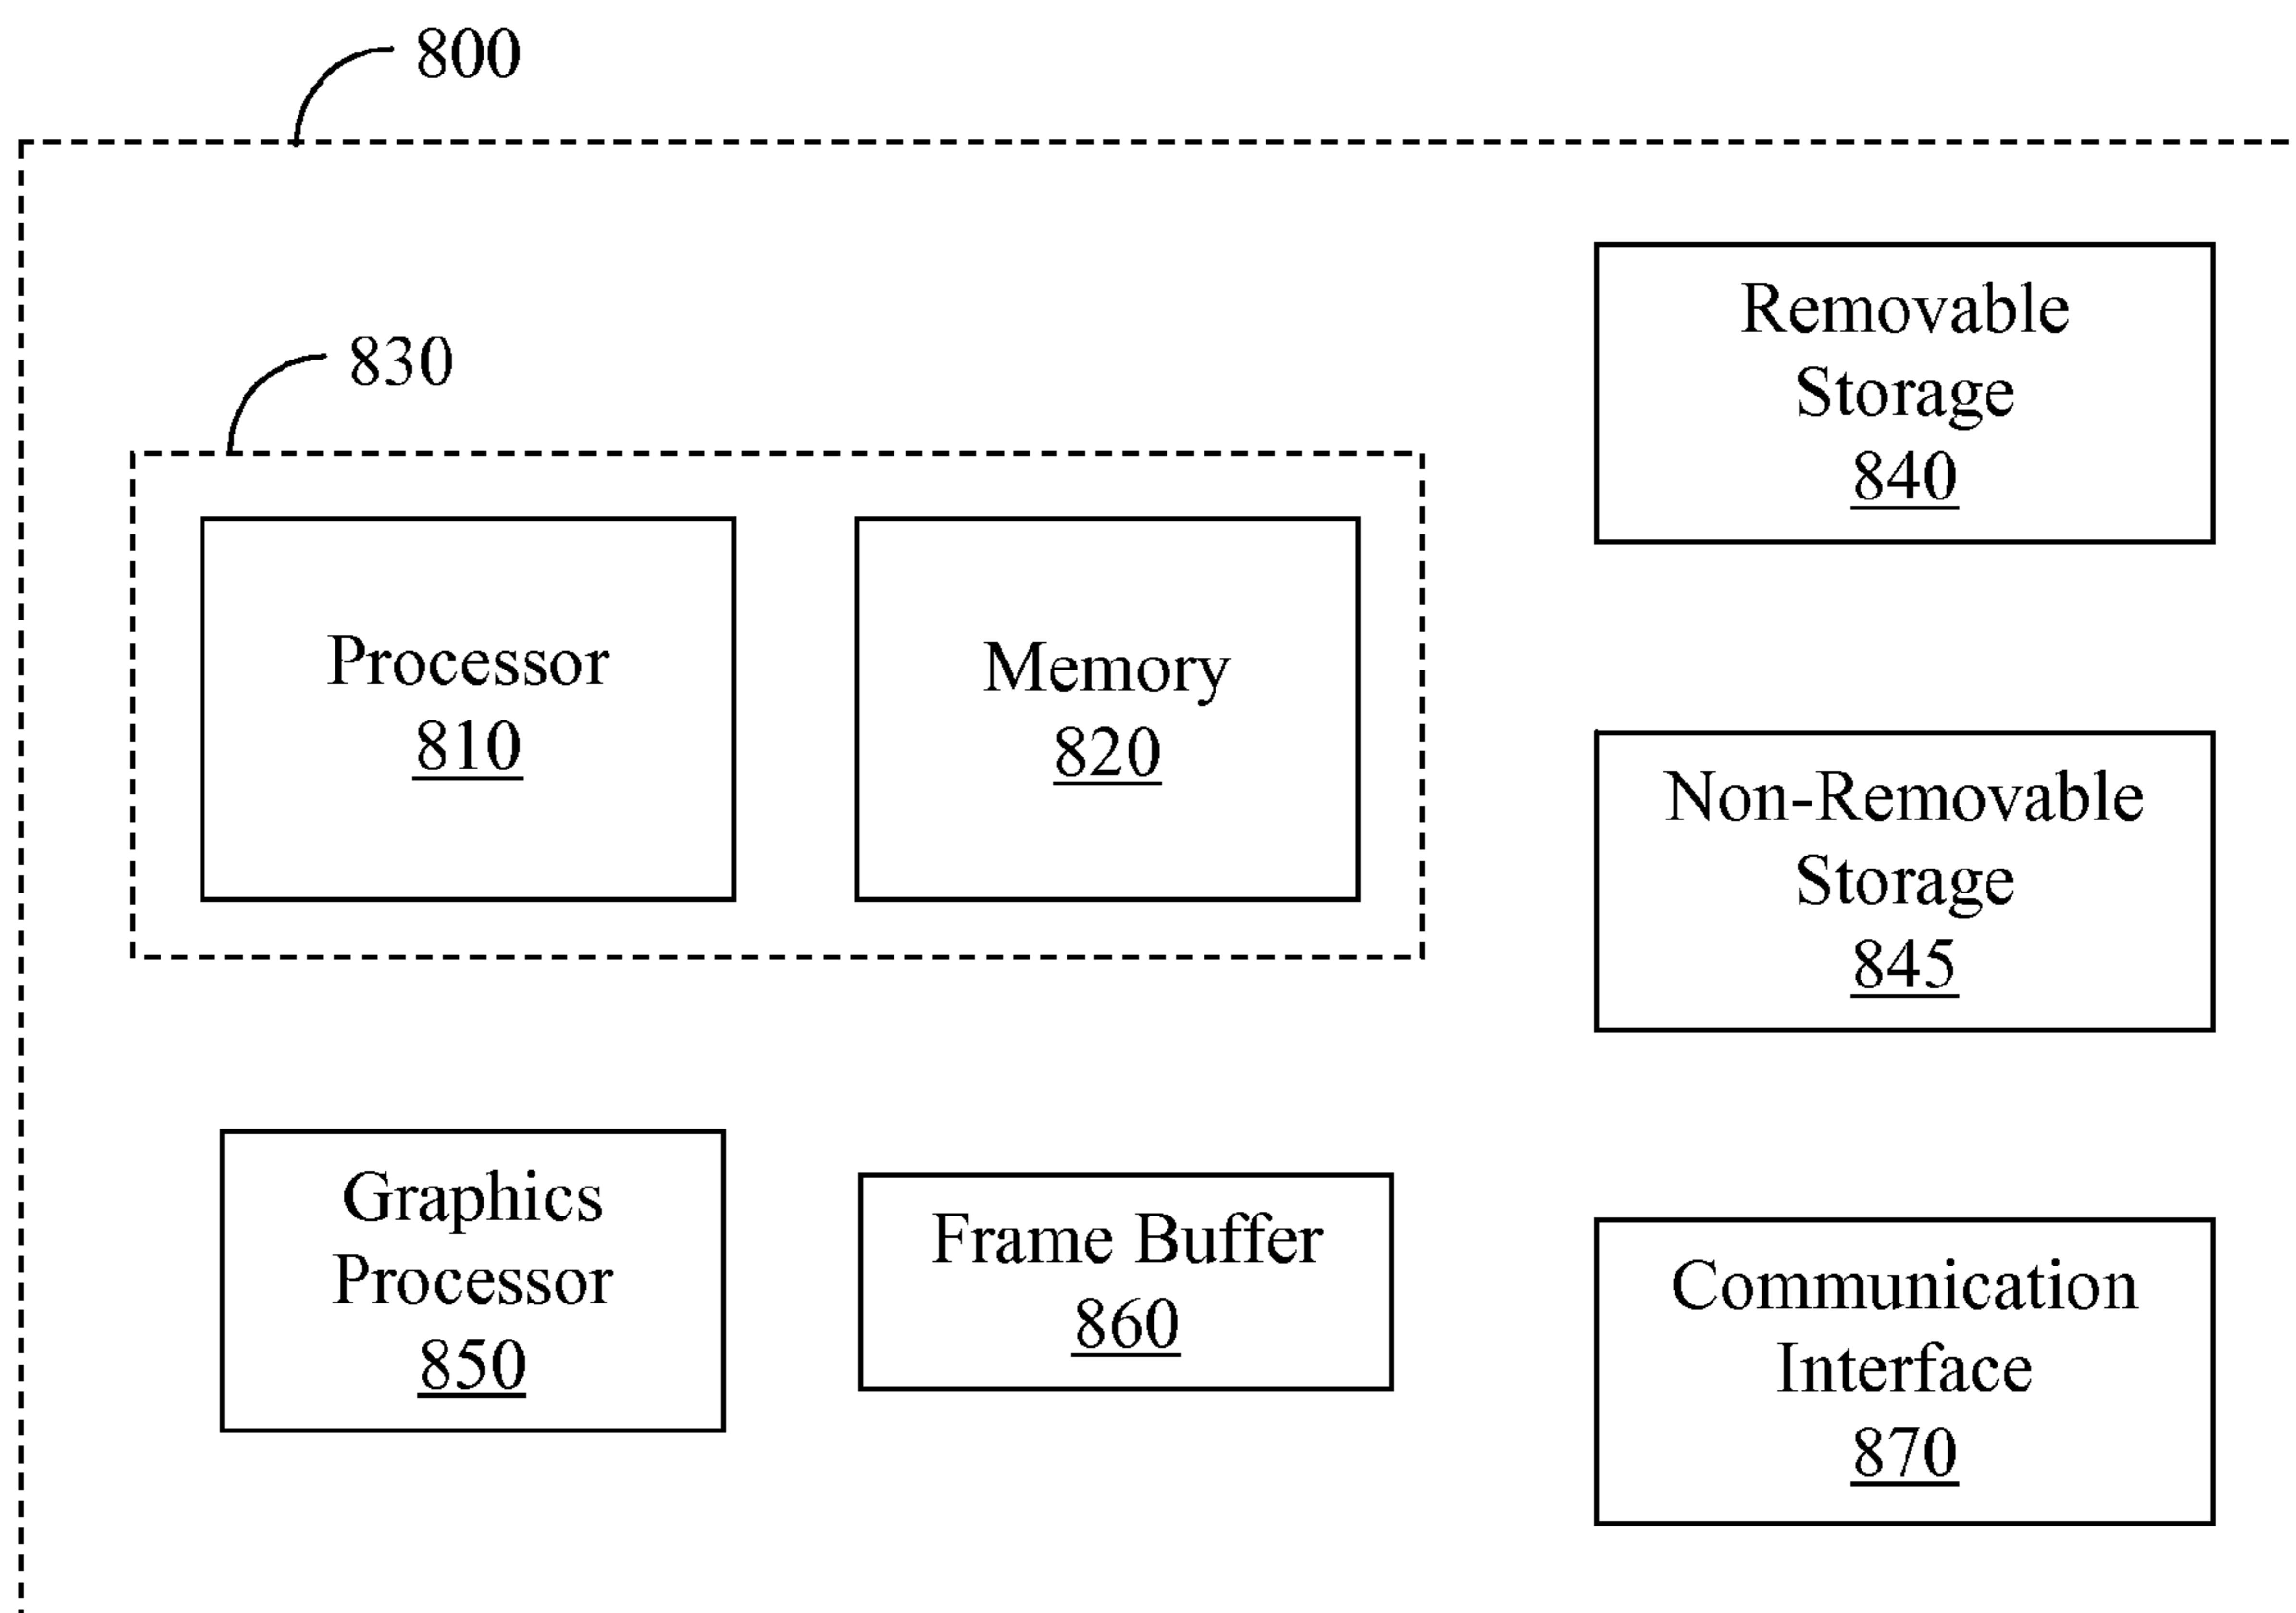 800
830
Processor
810
Memory
820
Removable
Storage
840
Non-Removable
Storage
845
Graphics
Processor
850
Frame Buffer
860
Communication
Interface
870